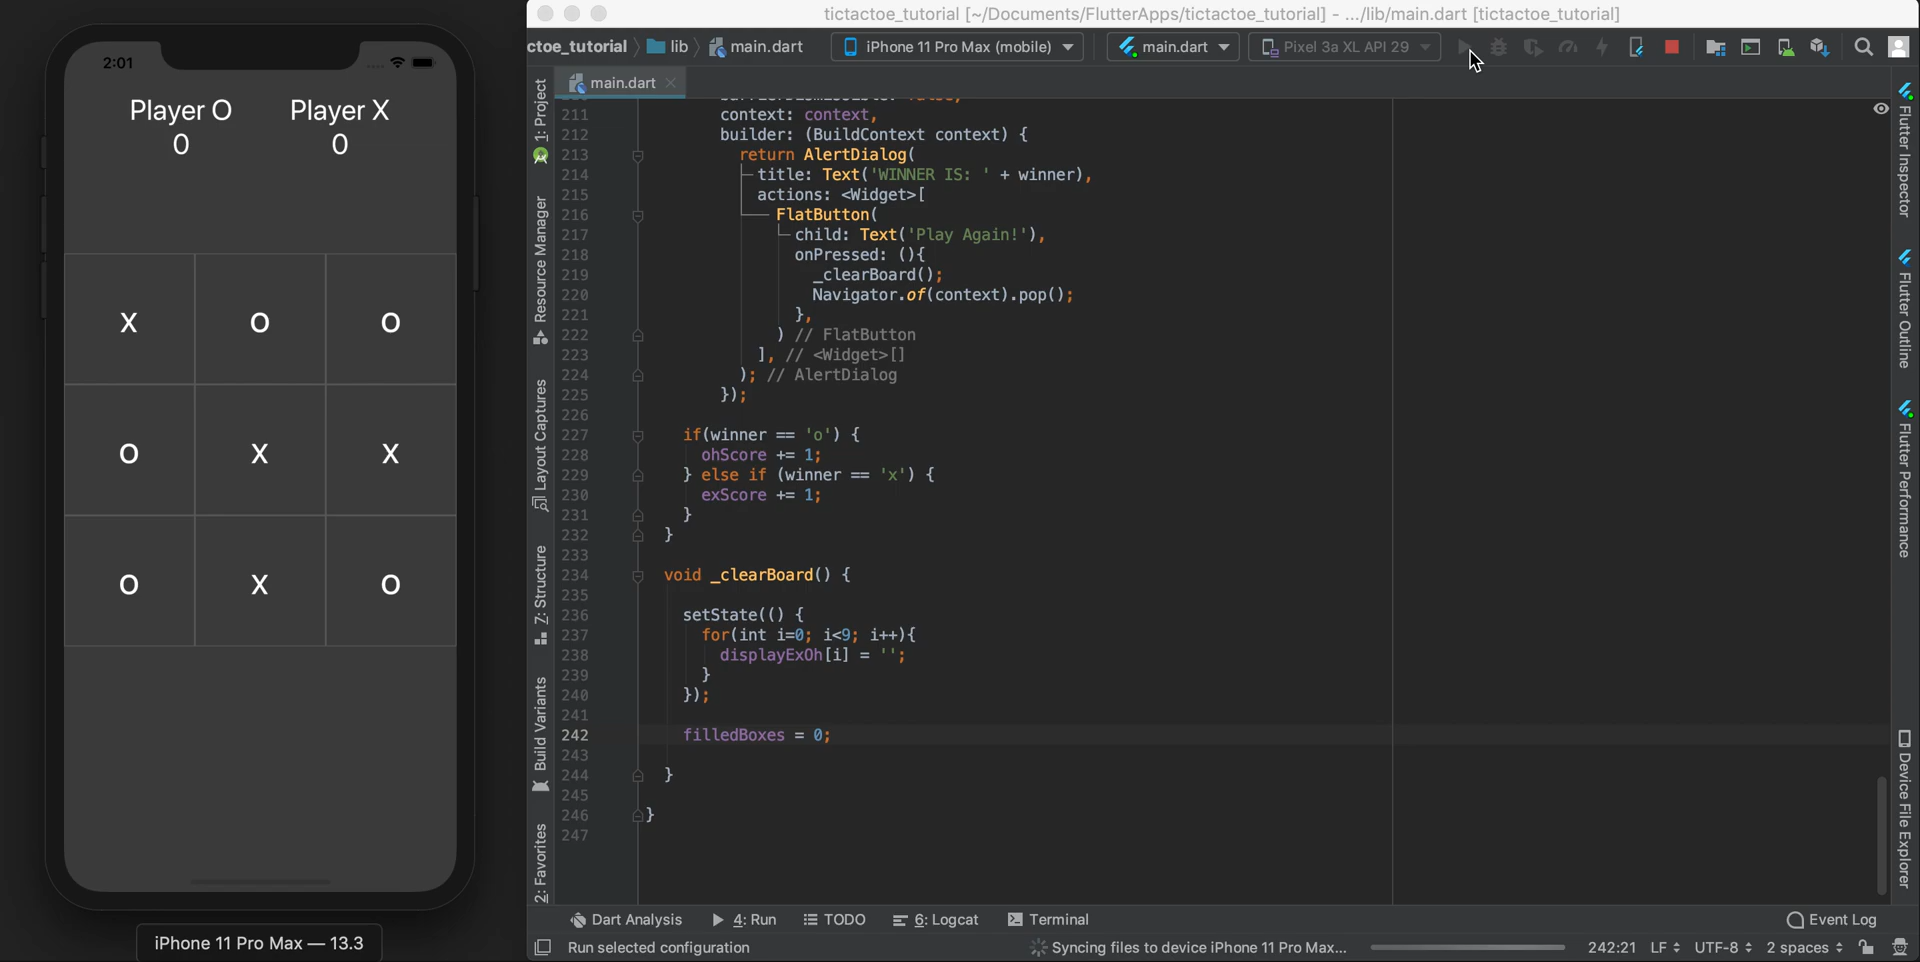 tictactoe_tutorial [~/Documents/FlutterApps/tictactoe_tutorial] - .../lib/main.dart [tictactoe_tutorial]
ctoe_tutorial lib main.dart iPhone 11 Pro Max (mobile) main.dart Pixel 3a XL API 29
main.dart
2:01
Player O Player X
0 0
X O O
O X X
O X O
iPhone 11 Pro Max — 13.3
1: Project
Resource Manager
Layout Captures
Z: Structure
Build Variants
2: Favorites
211 context: context,
212 builder: (BuildContext context) {
213 return AlertDialog(
214 title: Text('WINNER IS: ' + winner),
215 actions: <Widget>[
216 FlatButton(
217 child: Text('Play Again!'),
218 onPressed: (){
219 _clearBoard();
220 Navigator.of(context).pop();
221 },
222 ) // FlatButton
223 ], // <Widget>[]
224 ); // AlertDialog
225 });
226
227 if(winner == 'o') {
228 ohScore += 1;
229 } else if (winner == 'x') {
230 exScore += 1;
231 }
232 }
233
234 void _clearBoard() {
235
236 setState(() {
237 for(int i=0; i<9; i++){
238 displayExOh[i] = '';
239 }
240 });
241
242 filledBoxes = 0;
243
244 }
245
246 }
247
Flutter Inspector
Flutter Outline
Flutter Performance
Device File Explorer
Dart Analysis 4: Run TODO 6: Logcat Terminal Event Log
Run selected configuration Syncing files to device iPhone 11 Pro Max... 242:21 LF UTF-8 2 spaces